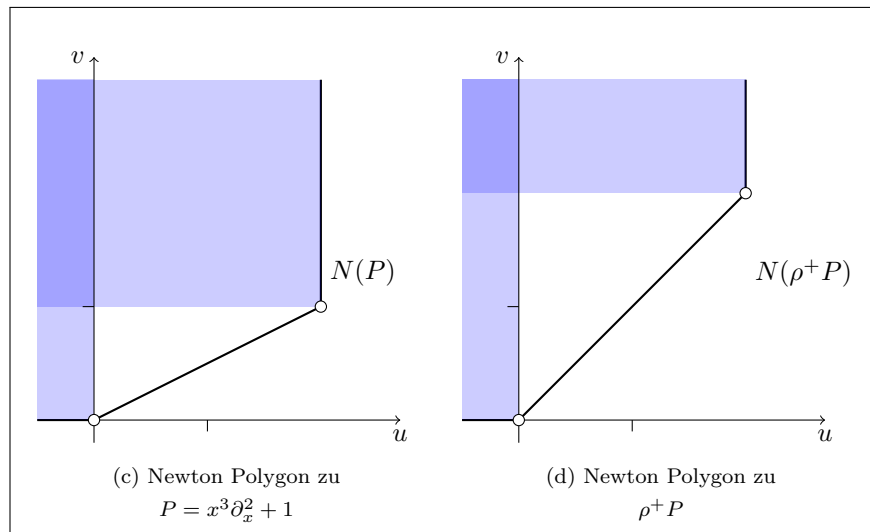 v
N(P)
u
(c) Newton Polygon zu
P = x³∂ₓ² + 1
v
N(ρ⁺P)
u
(d) Newton Polygon zu
ρ⁺P